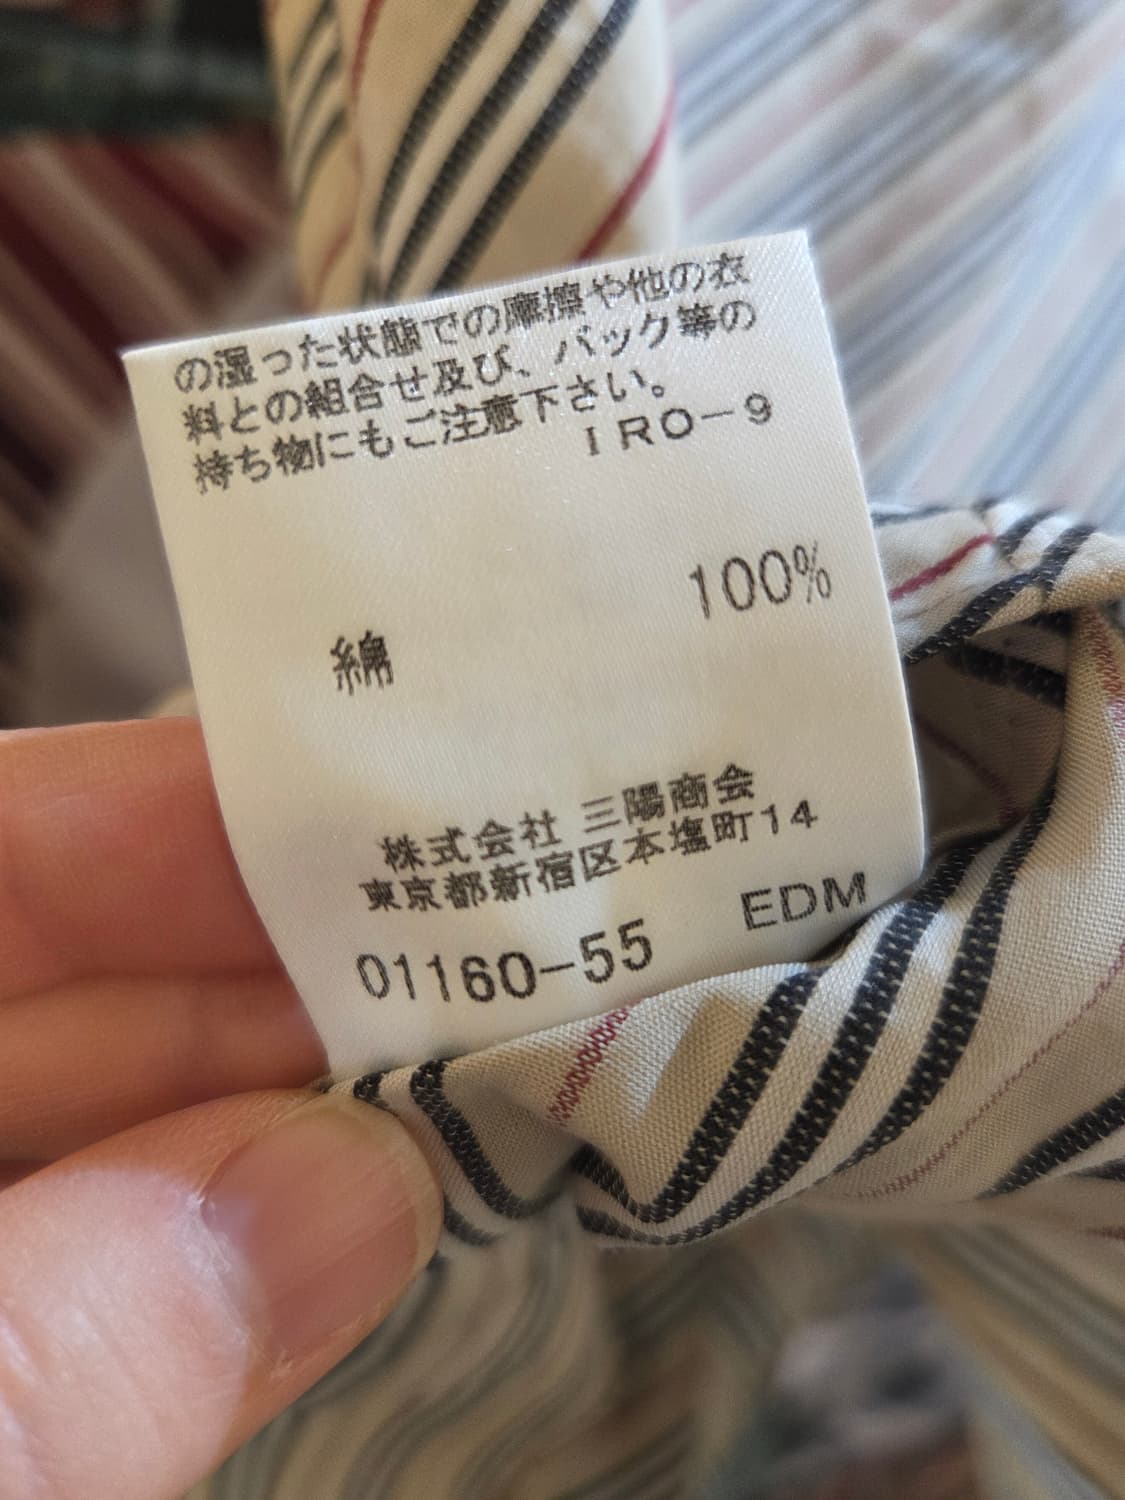 の湿った状態での摩擦や他の衣
料との組合せ及び、バック等の
持ち物にもご注意下さい。
IRO-9
100%
綿
株式会社 三陽商会
東京都新宿区本塩町14
01160-55 EDM